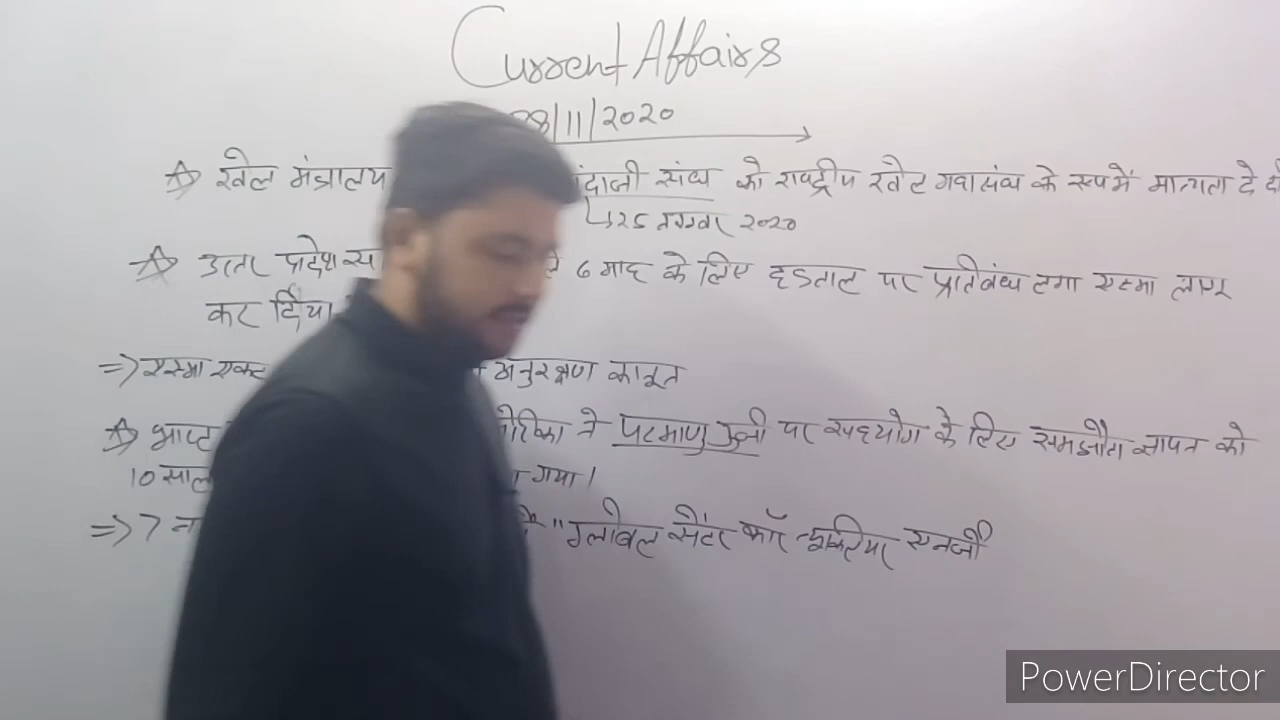 Current Affairs
28/11/2020
खेल मंत्रालय ंदाजी संघ को राष्ट्रीय खेल महासंघ के रूप में मान्यता दे दी
↳ 25 नवम्बर 2020
उत्तर प्रदेश स ले 6 माह के लिए हडताल पर प्रतिबंध लगा एस्मा लागू
कर दिया
=> एस्मा एक्ट अनुरक्षण कानून
भारत मेरिका ने परमाणु ऊर्जा पर सहयोग के लिए समझौता ज्ञापन को
10 साल गया।
=> 7 न के "ग्लोबल सेंटर फॉर न्यूक्लियर एनर्जी
PowerDirector